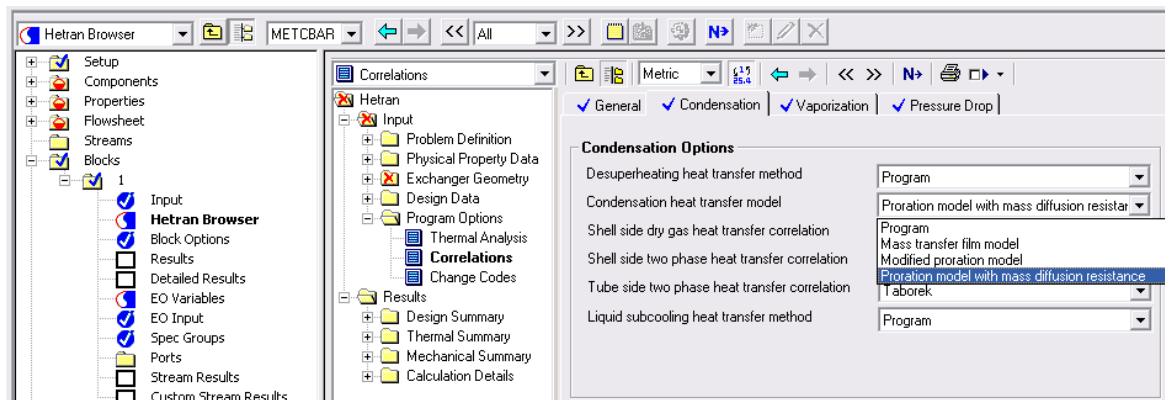 Hetran Browser METCBAR << All >> N→
Setup
Components
Properties
Flowsheet
Streams
Blocks
1
Input
Hetran Browser
Block Options
Results
Detailed Results
EO Variables
EO Input
Spec Groups
Ports
Stream Results
Custom Stream Results
Correlations
Hetran
Input
Problem Definition
Physical Property Data
Exchanger Geometry
Design Data
Program Options
Thermal Analysis
Correlations
Change Codes
Results
Design Summary
Thermal Summary
Mechanical Summary
Calculation Details
Metric << >> N→
General Condensation Vaporization Pressure Drop
Condensation Options
Desuperheating heat transfer method Program
Condensation heat transfer model Proration model with mass diffusion resistar
Program
Mass transfer film model
Modified proration model
Proration model with mass diffusion resistance
Shell side dry gas heat transfer correlation
Shell side two phase heat transfer correlation
Tube side two phase heat transfer correlation Taborek
Liquid subcooling heat transfer method Program